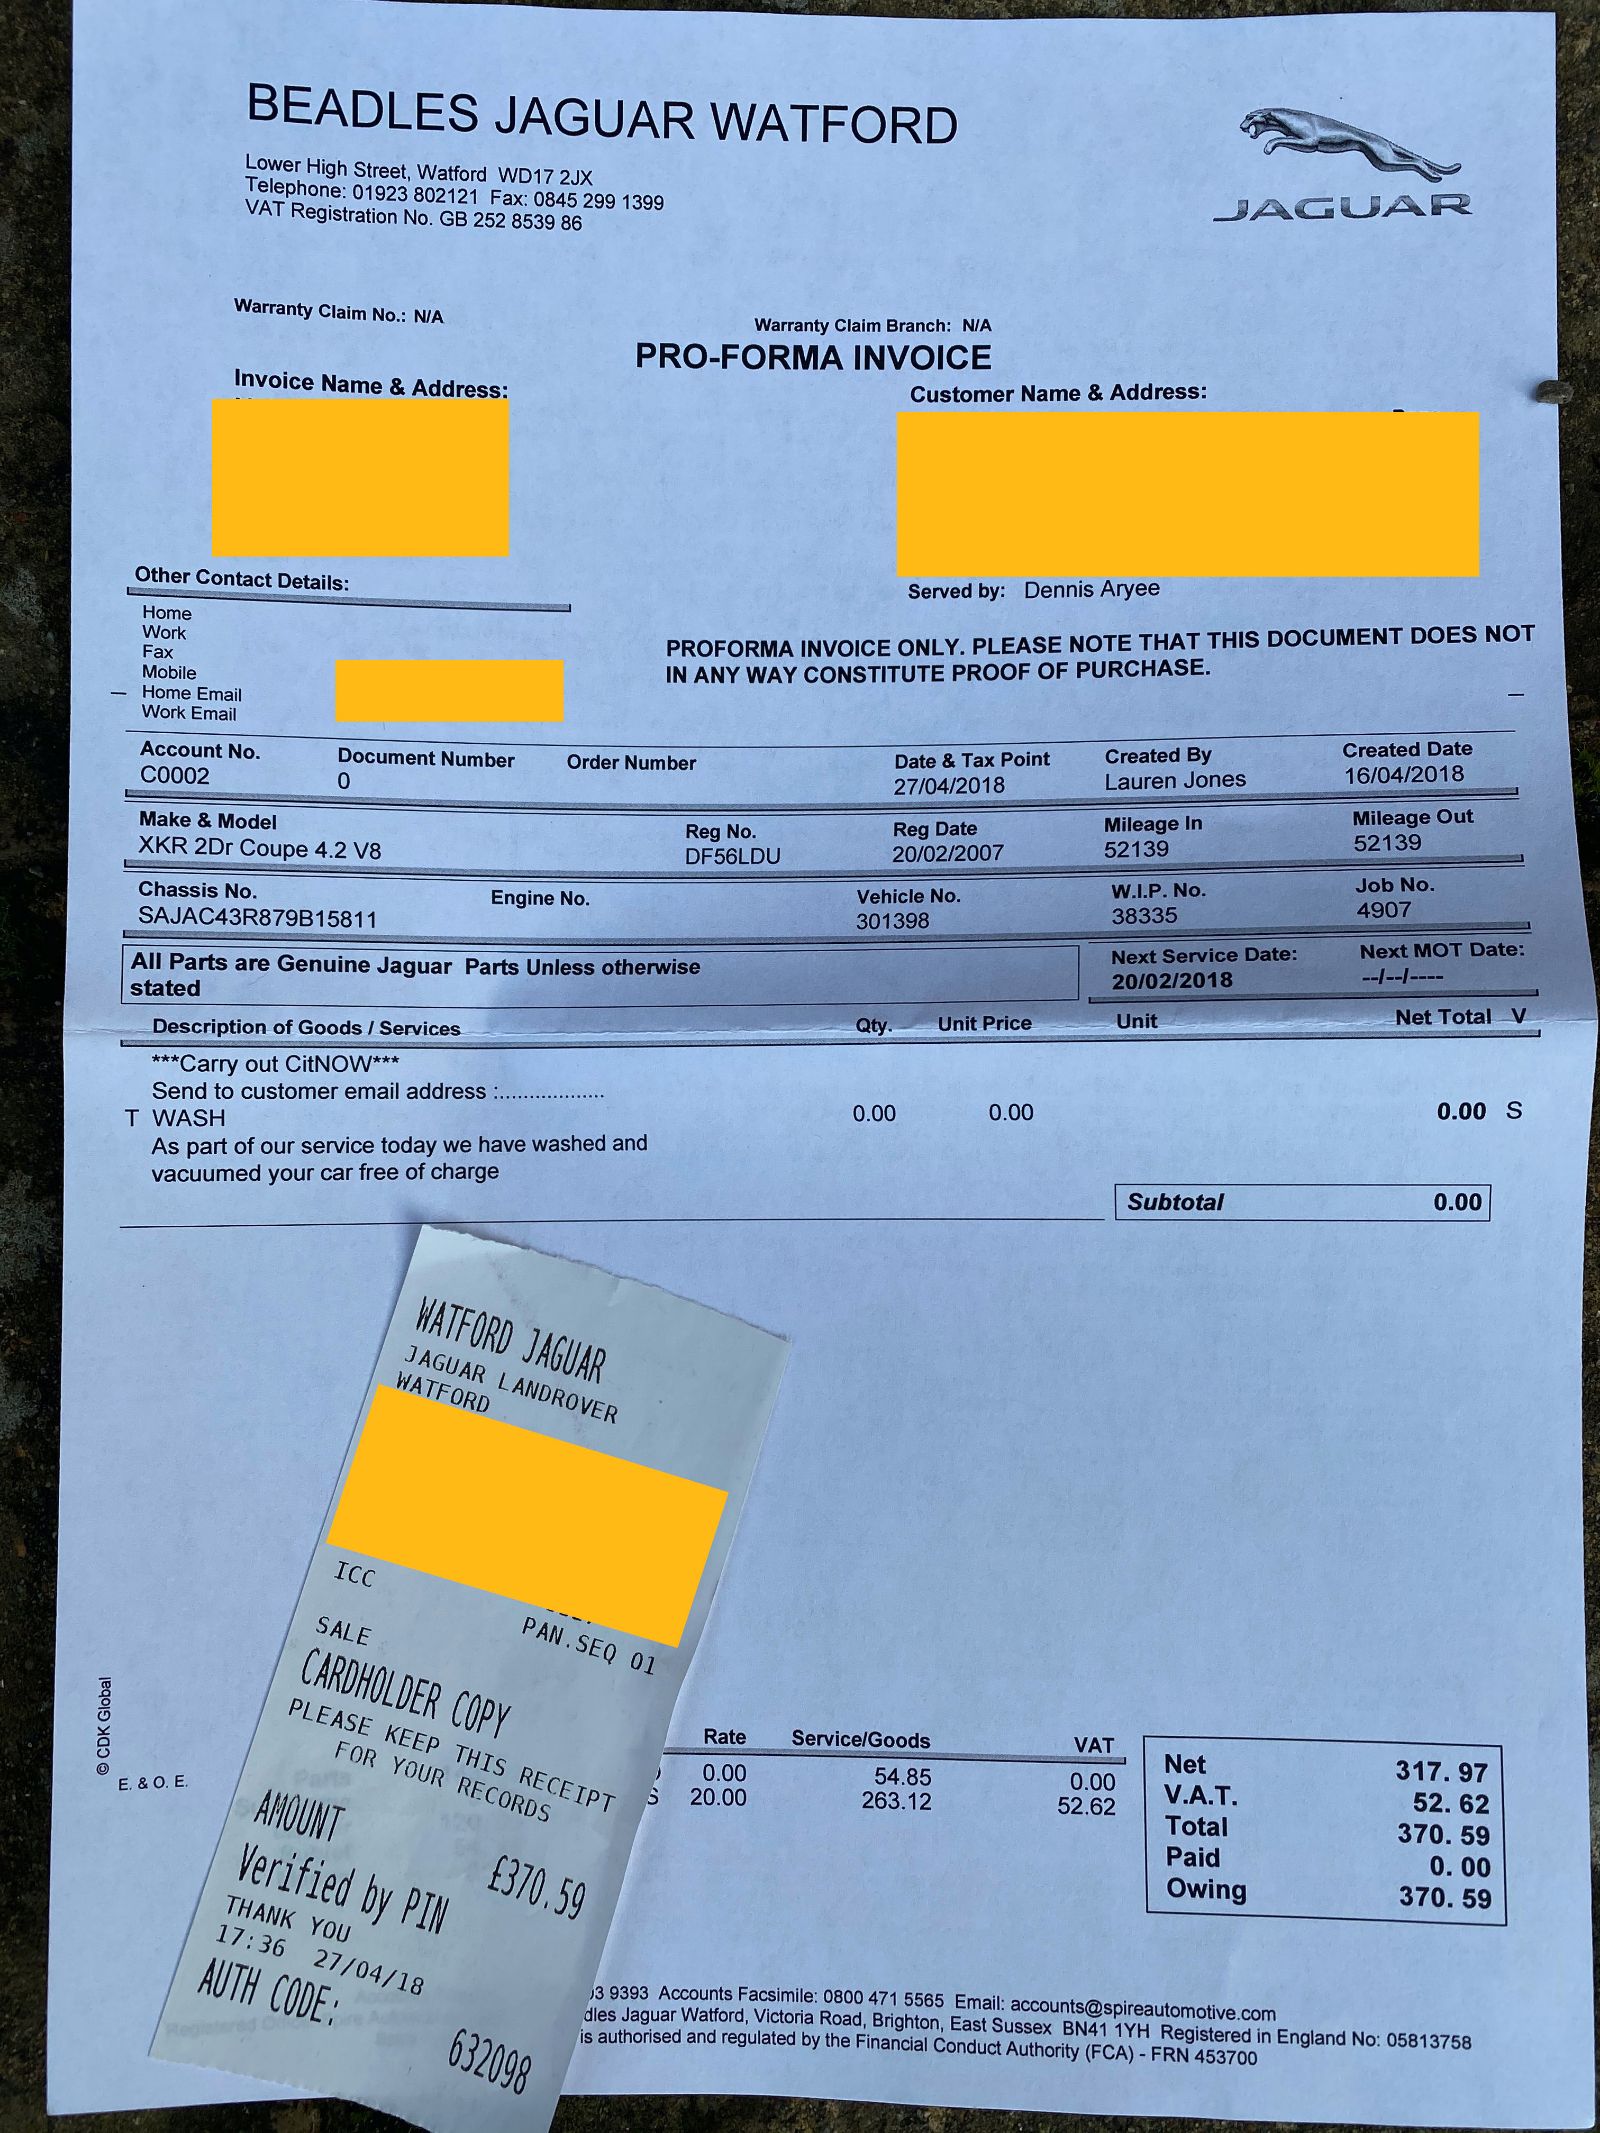 BEADLES JAGUAR WATFORD
Lower High Street, Watford WD17 2JX
Telephone: 01923 802121 Fax: 0845 299 1399
VAT Registration No. GB 252 8539 86
JAGUAR
Warranty Claim No.: N/A
Warranty Claim Branch: N/A
PRO-FORMA INVOICE
Invoice Name & Address:
Customer Name & Address:
Served by: Dennis Aryee
Other Contact Details:
Home
Work
Fax
Mobile
Home Email
Work Email
PROFORMA INVOICE ONLY. PLEASE NOTE THAT THIS DOCUMENT DOES NOT
IN ANY WAY CONSTITUTE PROOF OF PURCHASE.
Account No. Document Number Order Number Date & Tax Point Created By Created Date
C0002 0 27/04/2018 Lauren Jones 16/04/2018
Make & Model Reg No. Reg Date Mileage In Mileage Out
XKR 2Dr Coupe 4.2 V8 DF56LDU 20/02/2007 52139 52139
Chassis No. Engine No. Vehicle No. W.I.P. No. Job No.
SAJAC43R879B15811 301398 38335 4907
All Parts are Genuine Jaguar Parts Unless otherwise
stated
Next Service Date: Next MOT Date:
20/02/2018 --/--/----
Description of Goods / Services Qty. Unit Price Unit Net Total V
***Carry out CitNOW***
Send to customer email address :...................
T WASH 0.00 0.00 0.00 S
As part of our service today we have washed and
vacuumed your car free of charge
Subtotal 0.00
WATFORD JAGUAR
JAGUAR LANDROVER
WATFORD
ICC
PAN.SEQ 01
SALE
CARDHOLDER COPY
PLEASE KEEP THIS RECEIPT
FOR YOUR RECORDS
AMOUNT
£370.59
Verified by PIN
THANK YOU
17:36 27/04/18
AUTH CODE:
632098
© CDK Global
E. & O. E.
Rate Service/Goods VAT
0.00 54.85 0.00
S 20.00 263.12 52.62
Net 317.97
V.A.T. 52.62
Total 370.59
Paid 0.00
Owing 370.59
03 9393 Accounts Facsimile: 0800 471 5565 Email: accounts@spireautomotive.com
dles Jaguar Watford, Victoria Road, Brighton, East Sussex BN41 1YH Registered in England No: 05813758
is authorised and regulated by the Financial Conduct Authority (FCA) - FRN 453700